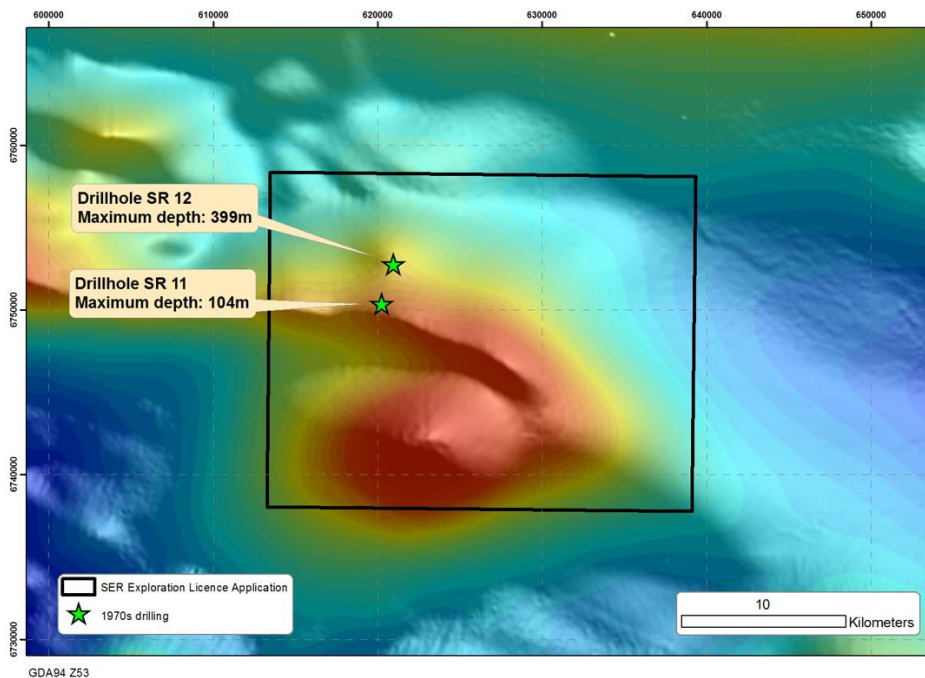 600000
610000
620000
630000
640000
650000
6760000
6750000
6740000
6730000
Drillhole SR 12
Maximum depth: 399m
Drillhole SR 11
Maximum depth: 104m
SER Exploration Licence Application
1970s drilling
10
Kilometers
GDA94 Z53